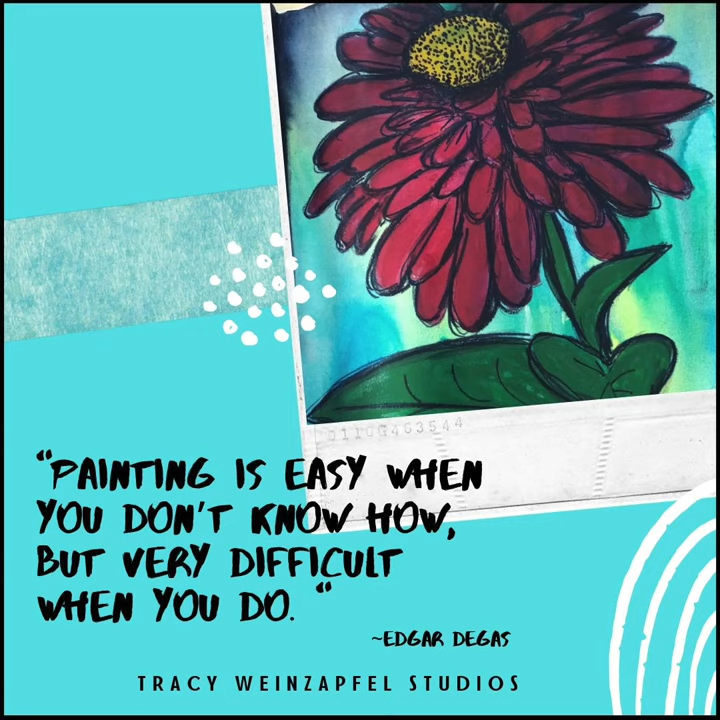 D110G463544
“PAINTING IS EASY WHEN
YOU DON'T KNOW HOW,
BUT VERY DIFFICULT
WHEN YOU DO. “
~EDGAR DEGAS
TRACY WEINZAPFEL STUDIOS